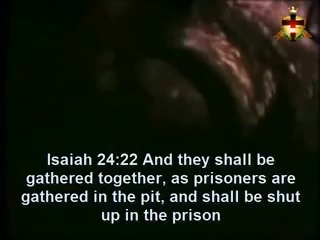 Isaiah 24:22 And they shall be
gathered together, as prisoners are
gathered in the pit, and shall be shut
up in the prison